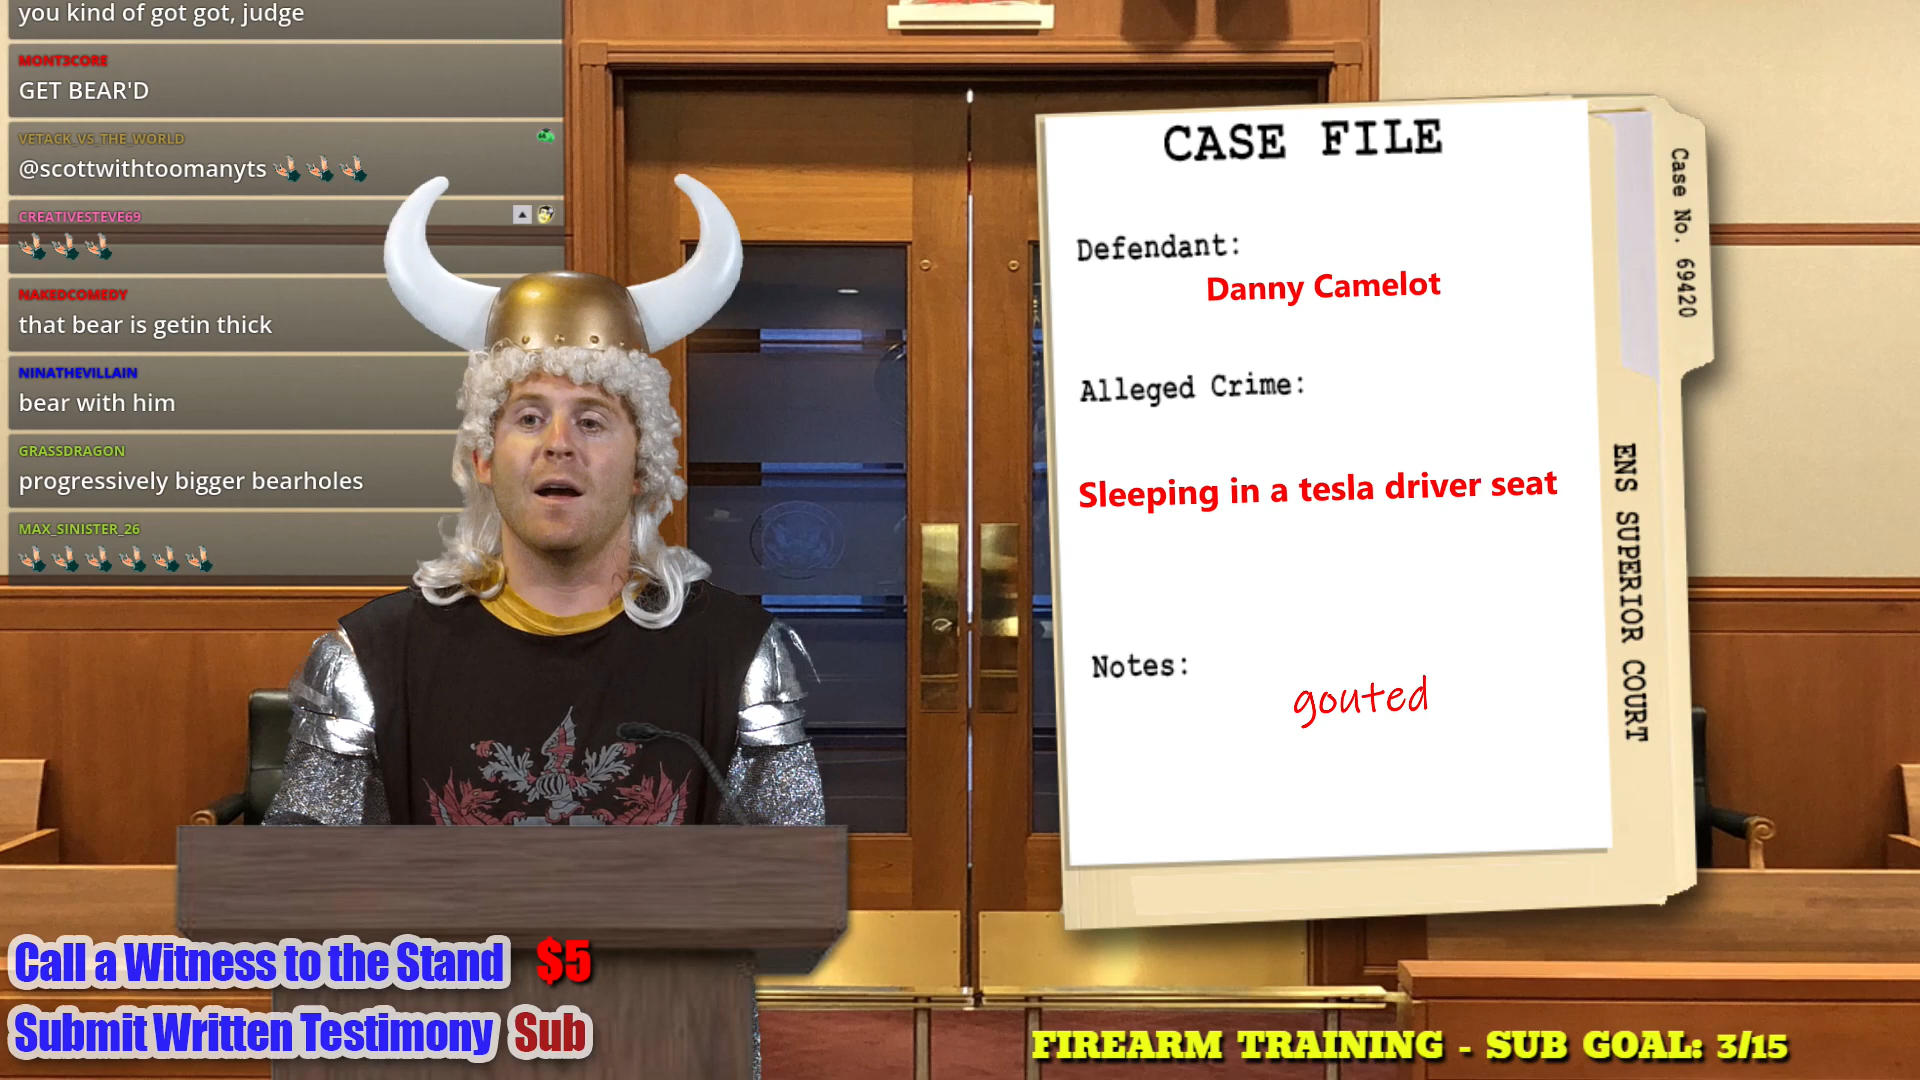 you kind of got got, judge
MONT3CORE
GET BEAR'D
VETACK_VS_THE_WORLD
@scottwithtoomanyts
CREATIVESTEVE69
NAKEDCOMEDY
that bear is getin thick
NINATHEVILLAIN
bear with him
GRASSDRAGON
progressively bigger bearholes
MAX_SINISTER_26
CASE FILE
Defendant:
Danny Camelot
Alleged Crime:
Sleeping in a tesla driver seat
Notes:
gouted
Case No. 69420
ENS SUPERIOR COURT
Call a Witness to the Stand $5
Submit Written Testimony Sub
FIREARM TRAINING - SUB GOAL: 3/15